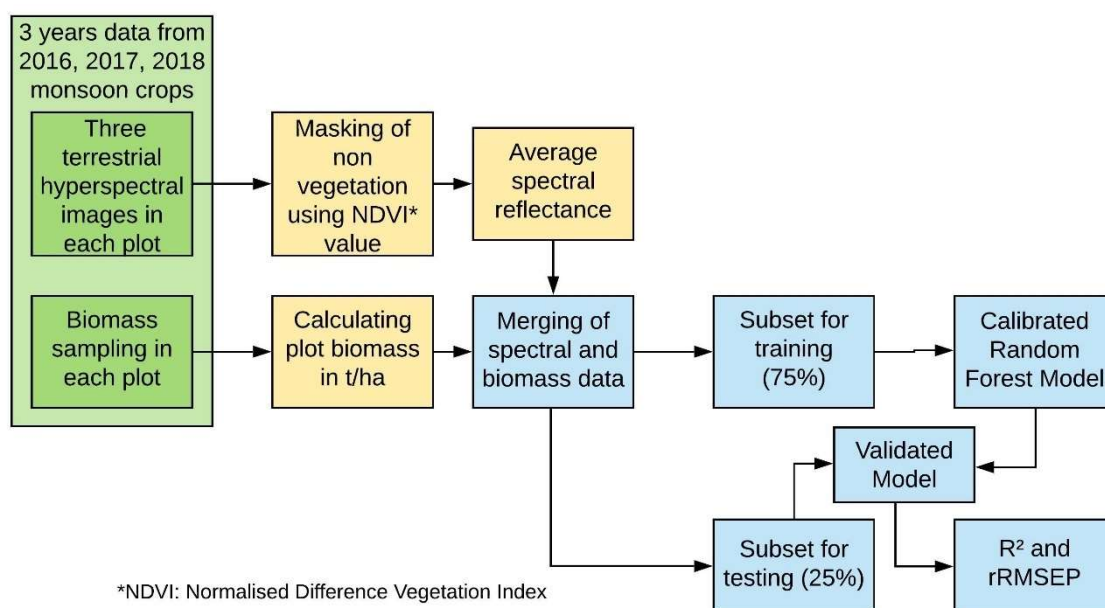 3 years data from
2016, 2017, 2018
monsoon crops
Three
terrestrial
hyperspectral
images in
each plot
Masking of
non
vegetation
using NDVI*
value
Average
spectral
reflectance
Biomass
sampling in
each plot
Calculating
plot biomass
in t/ha
Merging of
spectral and
biomass data
Subset for
training
(75%)
Calibrated
Random
Forest Model
Validated
Model
Subset for
testing (25%)
R² and
rRMSEP
*NDVI: Normalised Difference Vegetation Index